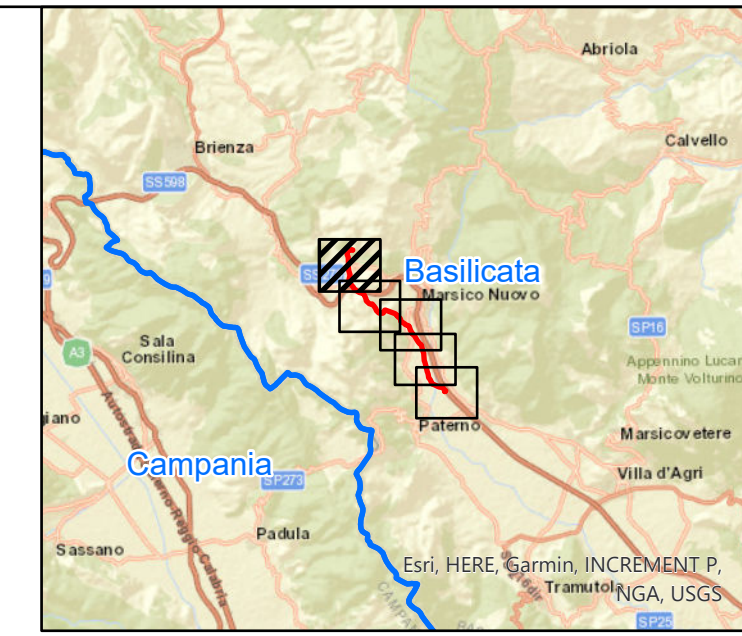 Abriola
Calvello
Brienza
SS598
Basilicata
Marsico Nuovo
SP16
Sala
Consilina
A3
Appennino Lucan
Monte Volturino
Paterno
Marsicovetere
Campania
SP273
Villa d'Agri
Padula
Sassano
Esri, HERE, Garmin, INCREMENT P,
Tramutola
NGA, USGS
SP25